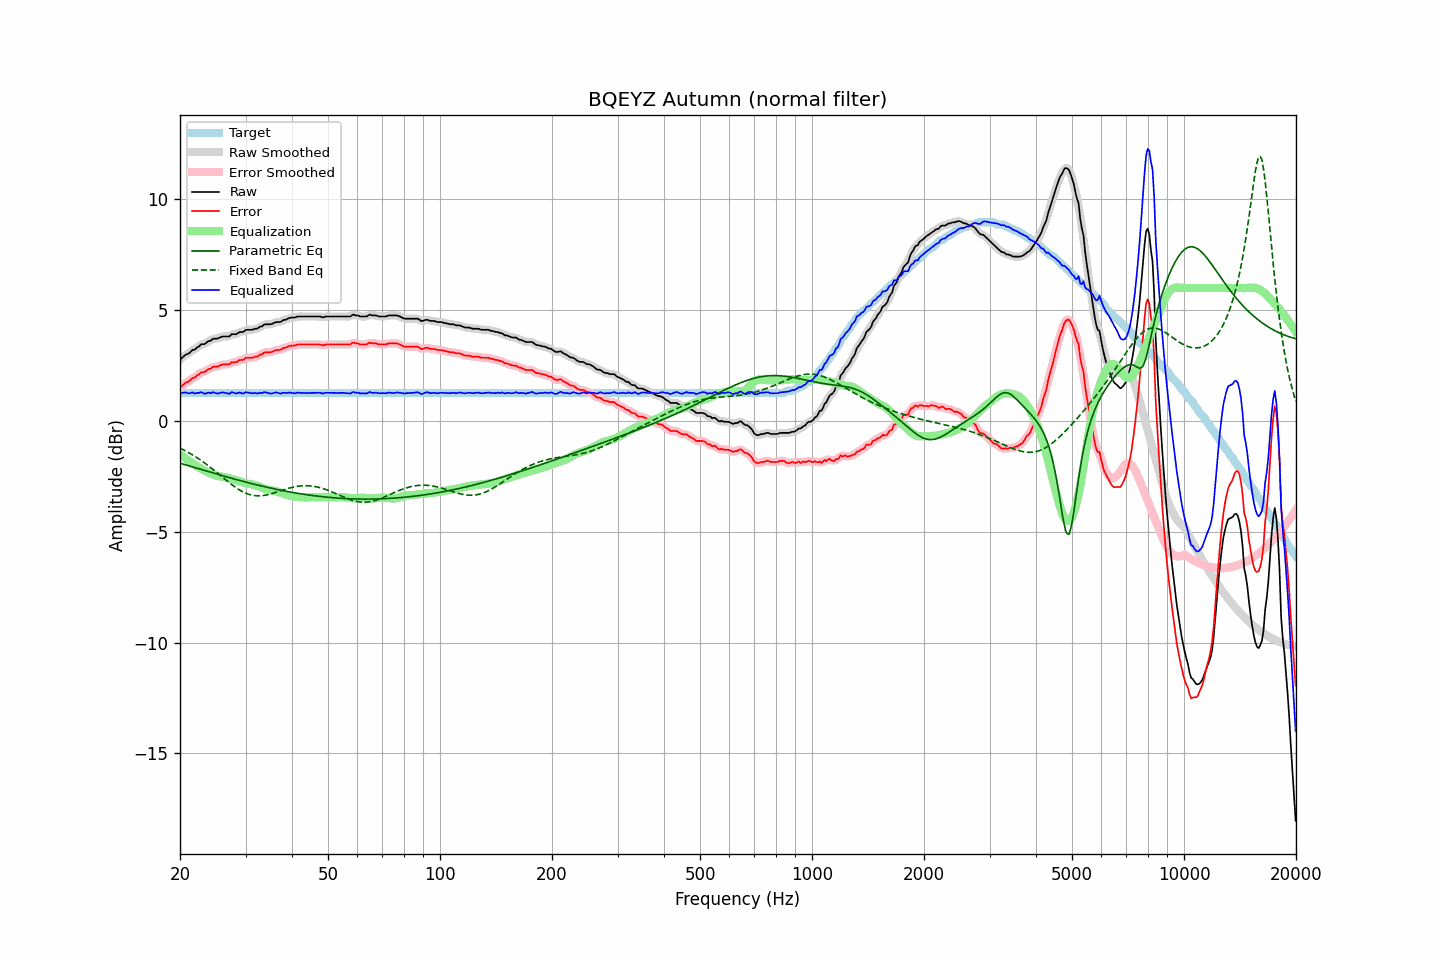 BQEYZ Autumn (normal filter)
Target
Raw Smoothed
Error Smoothed
Raw
Error
Equalization
Parametric Eq
Fixed Band Eq
Equalized
10
5
0
−5
−10
−15
Amplitude (dBr)
20 50 100 200 500 1000 2000 5000 10000 20000
Frequency (Hz)